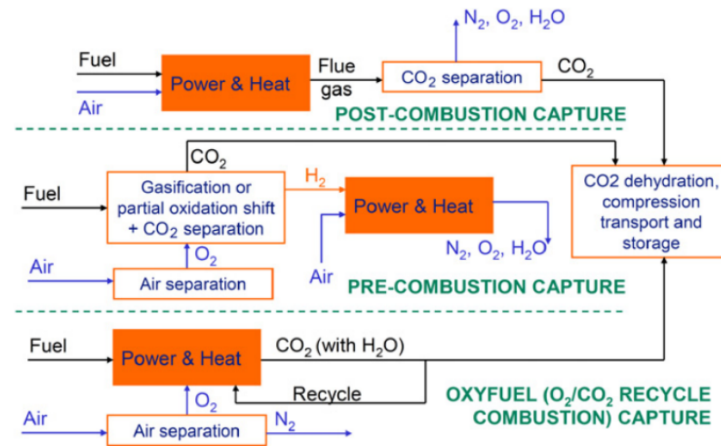 N₂, O₂, H₂O
Fuel
Air
Power & Heat
Flue
gas
CO₂ separation
CO₂
POST-COMBUSTION CAPTURE
CO₂
Fuel
Gasification or
partial oxidation shift
+ CO₂ separation
H₂
Power & Heat
CO2 dehydration,
compression
transport and
storage
O₂
Air
Air separation
Air
N₂, O₂, H₂O
PRE-COMBUSTION CAPTURE
Fuel
Power & Heat
CO₂ (with H₂O)
Recycle
O₂
Air
Air separation
N₂
OXYFUEL (O₂/CO₂ RECYCLE
COMBUSTION) CAPTURE